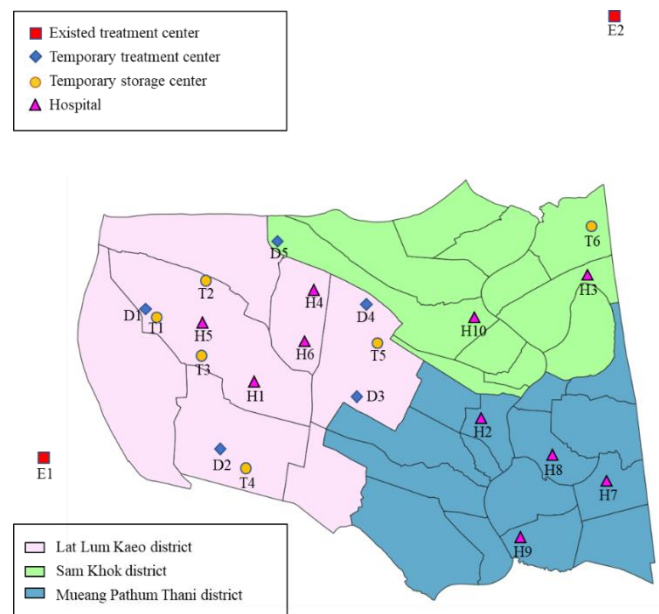 E2
Existed treatment center
Temporary treatment center
Temporary storage center
Hospital
T6
D5
T2
H4
H3
D1
T1
H5
D4
H10
H6
T5
T3
H1
D3
H2
D2
T4
H8
H7
E1
H9
Lat Lum Kaeo district
Sam Khok district
Mueang Pathum Thani district